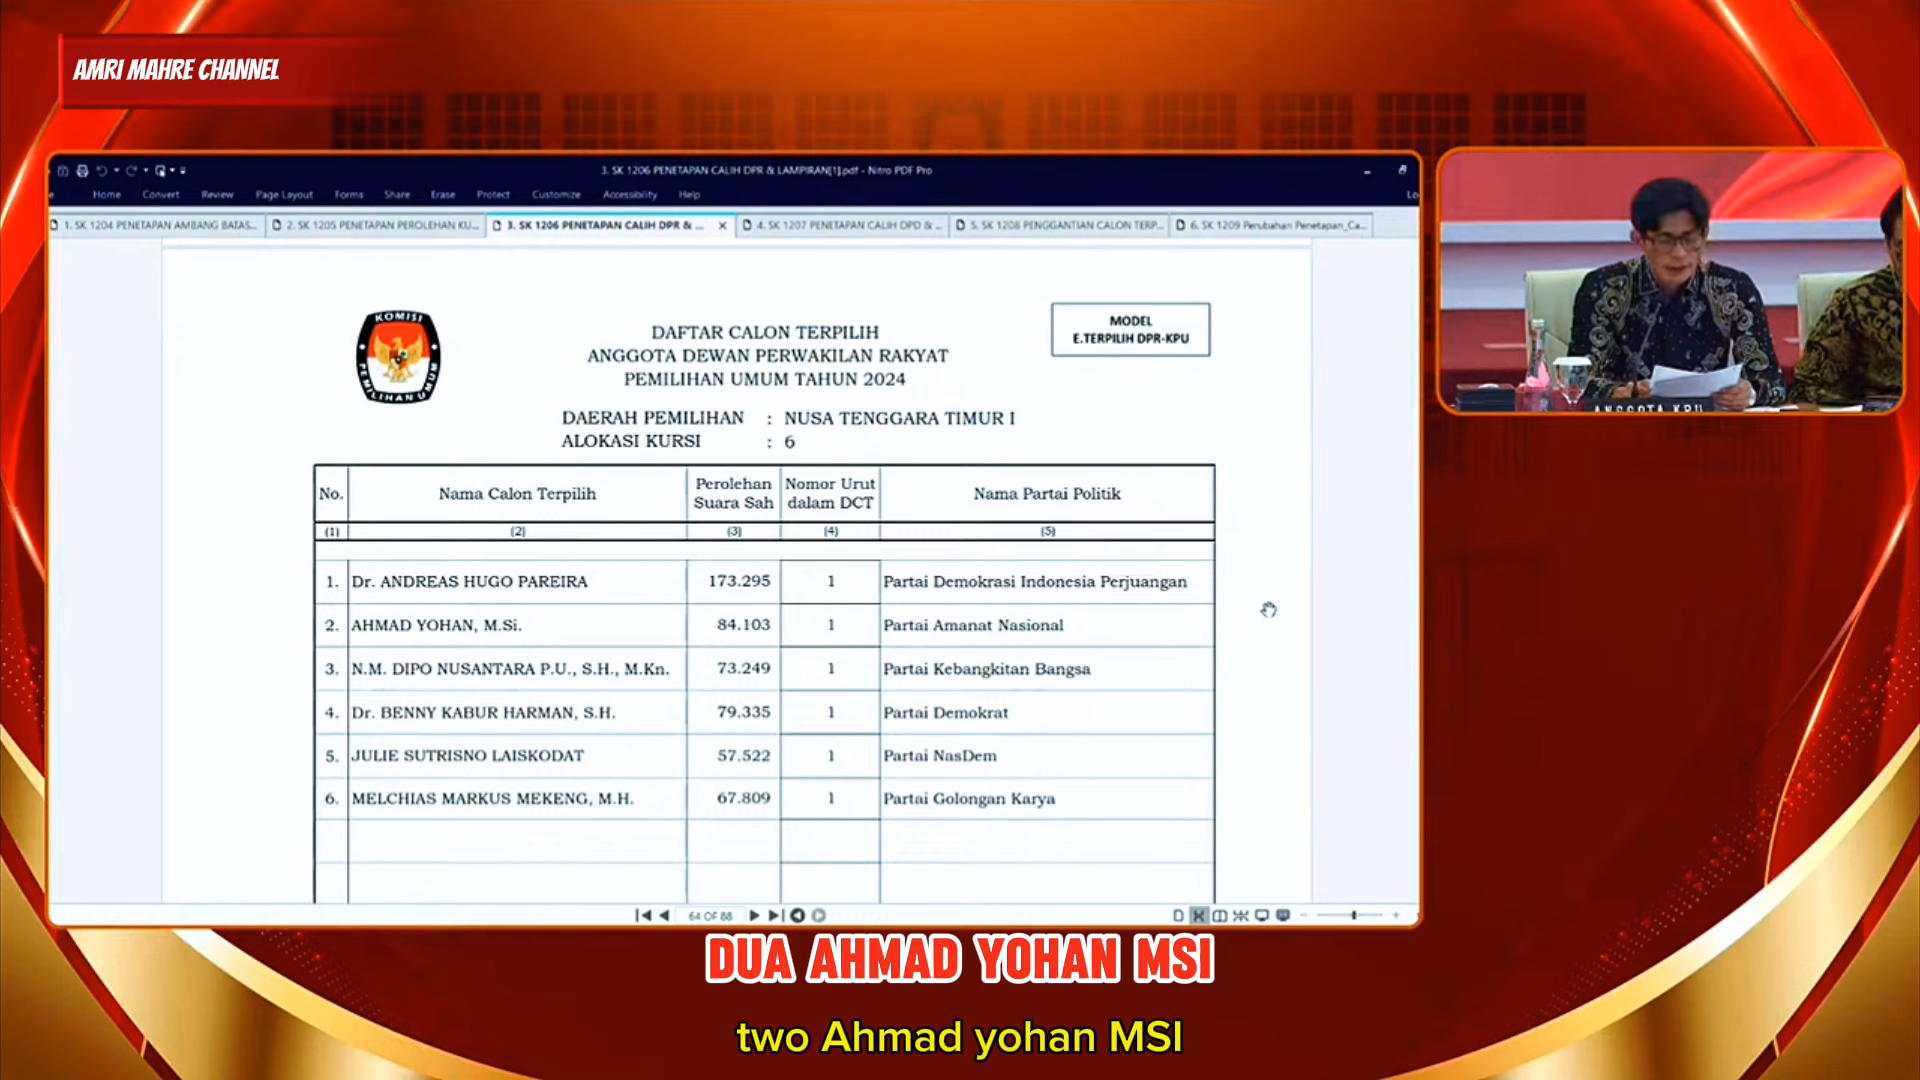 AMRI MAHRE CHANNEL
3. SK 1206 PENETAPAN CALIH DPR & LAMPIRAN[1].pdf - Nitro PDF Pro
Home Convert Review Page Layout Forms Share Erase Protect Customize Accessibility Help Lo
1. SK 1204 PENETAPAN AMBANG BATAS... 2. SK 1205 PENETAPAN PEROLEHAN KU... 3. SK 1206 PENETAPAN CALIH DPR & ... 4. SK 1207 PENETAPAN CALIH DPD & ... 5. SK 1208 PENGGANTIAN CALON TERP... 6. SK 1209 Perubahan Penetapan_Ca...
KOMISI
PEMILIHAN UMUM
MODEL
E.TERPILIH DPR-KPU
DAFTAR CALON TERPILIH
ANGGOTA DEWAN PERWAKILAN RAKYAT
PEMILIHAN UMUM TAHUN 2024
DAERAH PEMILIHAN : NUSA TENGGARA TIMUR I
ALOKASI KURSI : 6
No. Nama Calon Terpilih Perolehan Suara Sah Nomor Urut dalam DCT Nama Partai Politik
(1) (2) (3) (4) (5)
1. Dr. ANDREAS HUGO PAREIRA 173.295 1 Partai Demokrasi Indonesia Perjuangan
2. AHMAD YOHAN, M.Si. 84.103 1 Partai Amanat Nasional
3. N.M. DIPO NUSANTARA P.U., S.H., M.Kn. 73.249 1 Partai Kebangkitan Bangsa
4. Dr. BENNY KABUR HARMAN, S.H. 79.335 1 Partai Demokrat
5. JULIE SUTRISNO LAISKODAT 57.522 1 Partai NasDem
6. MELCHIAS MARKUS MEKENG, M.H. 67.809 1 Partai Golongan Karya
64 OF 88
ANGGOTA KPU
DUA AHMAD YOHAN MSI
two Ahmad yohan MSI